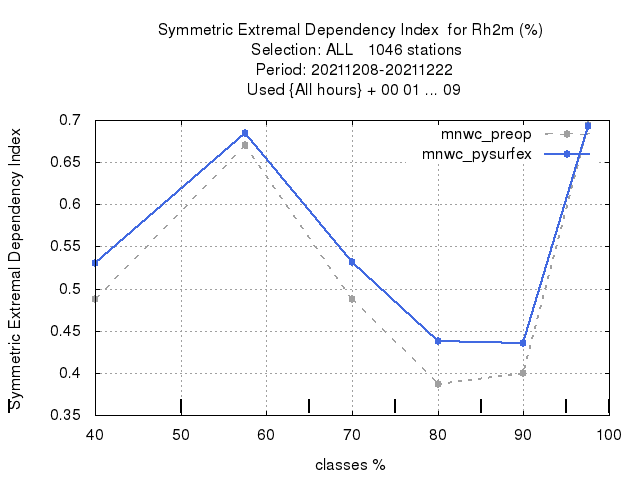 Symmetric Extremal Dependency Index  for Rh2m (%)
Selection: ALL   1046 stations
Period: 20211208-20211222
Used {All hours} + 00 01 ... 09
Symmetric Extremal Dependency Index
mnwc_preop
mnwc_pysurfex
0.7
0.65
0.6
0.55
0.5
0.45
0.4
0.35
40 50 60 70 80 90 100
classes %